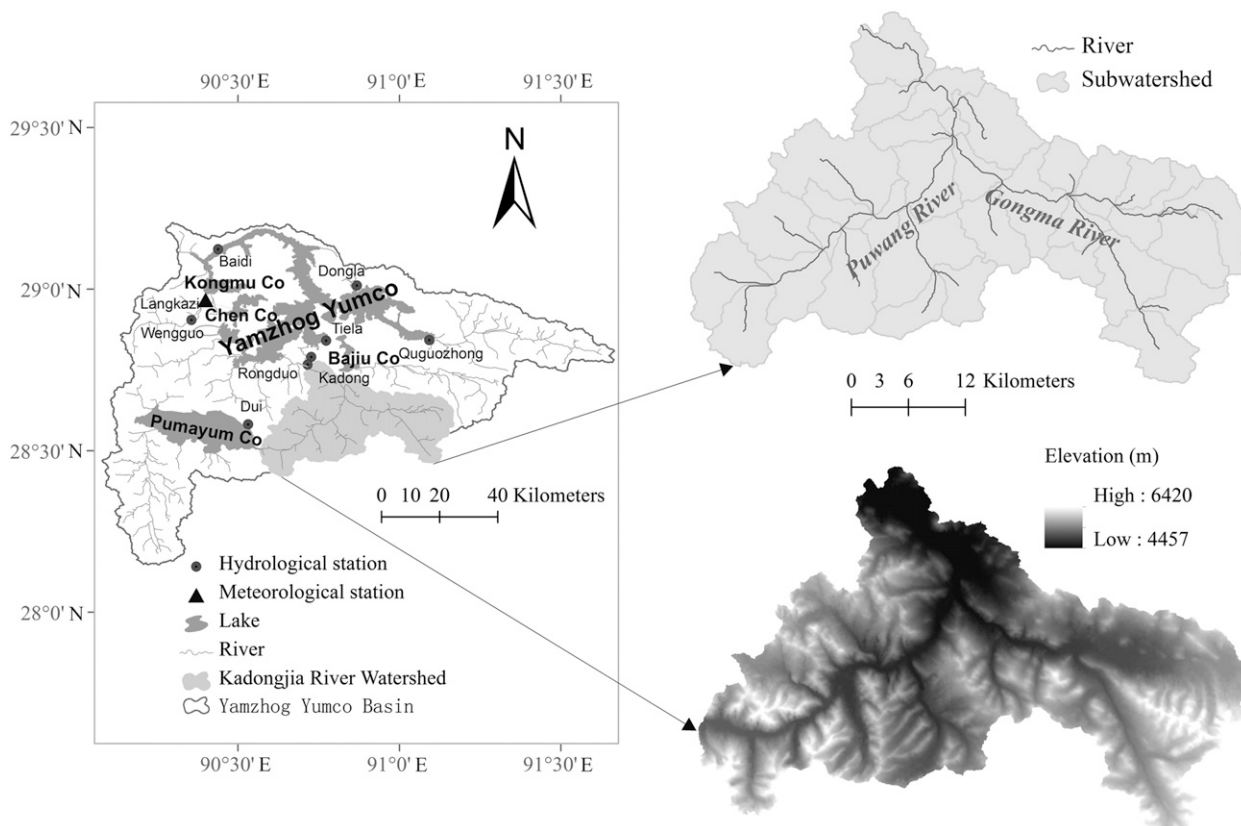 90°30' E
91°0' E
91°30' E
29°30' N
29°0' N
28°30' N
28°0' N
N
Baidi
Dongla
Kongmu Co
Langkazi
Chen Co
Wengguo
Yamzhog Yumco
Tiela
Quguozhong
Bajiu Co
Rongduo
Kadong
Dui
Pumayum Co
0 10 20 40 Kilometers
Hydrological station
Meteorological station
Lake
River
Kadongjia River Watershed
Yamzhog Yumco Basin
90°30' E
91°0' E
91°30' E
River
Subwatershed
Puwang River
Gongma River
0 3 6 12 Kilometers
Elevation (m)
High : 6420
Low : 4457